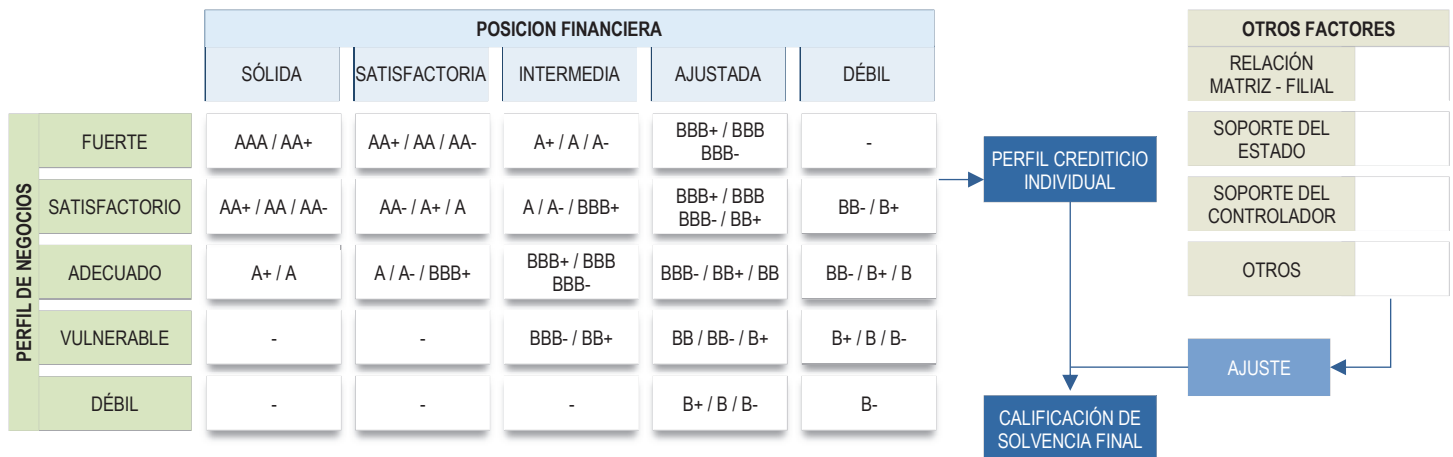 POSICION FINANCIERA
SÓLIDA
SATISFACTORIA
INTERMEDIA
AJUSTADA
DÉBIL
PERFIL DE NEGOCIOS
FUERTE
AAA / AA+
AA+ / AA / AA-
A+ / A / A-
BBB+ / BBB
BBB-
-
SATISFACTORIO
AA+ / AA / AA-
AA- / A+ / A
A / A- / BBB+
BBB+ / BBB
BBB- / BB+
BB- / B+
ADECUADO
A+ / A
A / A- / BBB+
BBB+ / BBB
BBB-
BBB- / BB+ / BB
BB- / B+ / B
VULNERABLE
-
-
BBB- / BB+
BB / BB- / B+
B+ / B / B-
DÉBIL
-
-
-
B+ / B / B-
B-
PERFIL CREDITICIO
INDIVIDUAL
CALIFICACIÓN DE
SOLVENCIA FINAL
OTROS FACTORES
RELACIÓN
MATRIZ - FILIAL
SOPORTE DEL
ESTADO
SOPORTE DEL
CONTROLADOR
OTROS
AJUSTE